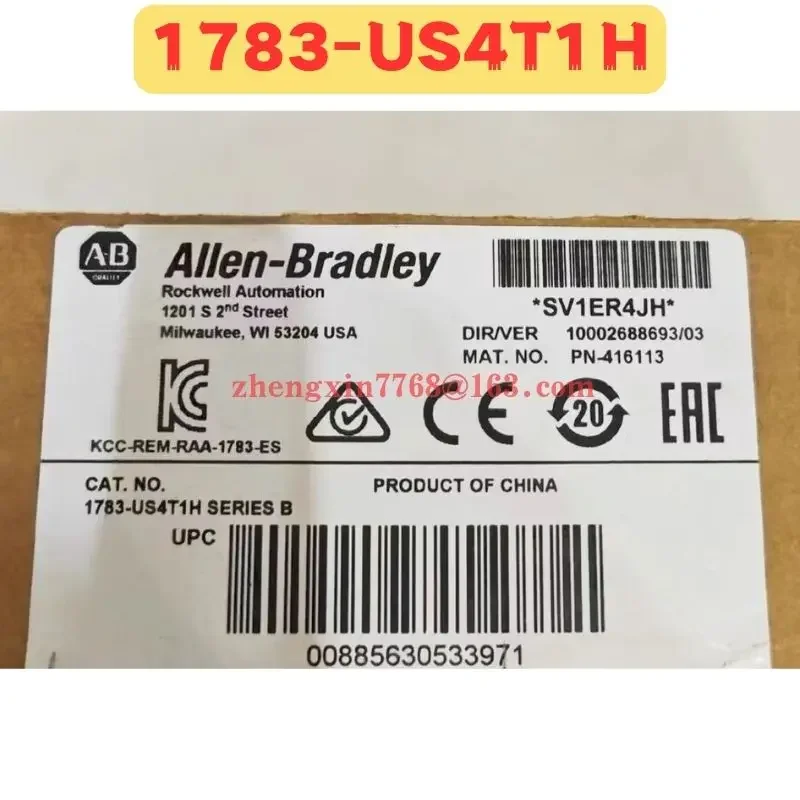 1783-US4T1H
AB
QUALITY
Allen-Bradley
Rockwell Automation
1201 S 2nd Street
Milwaukee, WI 53204 USA
*SV1ER4JH*
DIR/VER 10002688693/03
MAT. NO. PN-416113
zhengxin7768@163.com
KC
CE
20
EAC
KCC-REM-RAA-1783-ES
CAT. NO.
1783-US4T1H SERIES B
PRODUCT OF CHINA
UPC
00885630533971